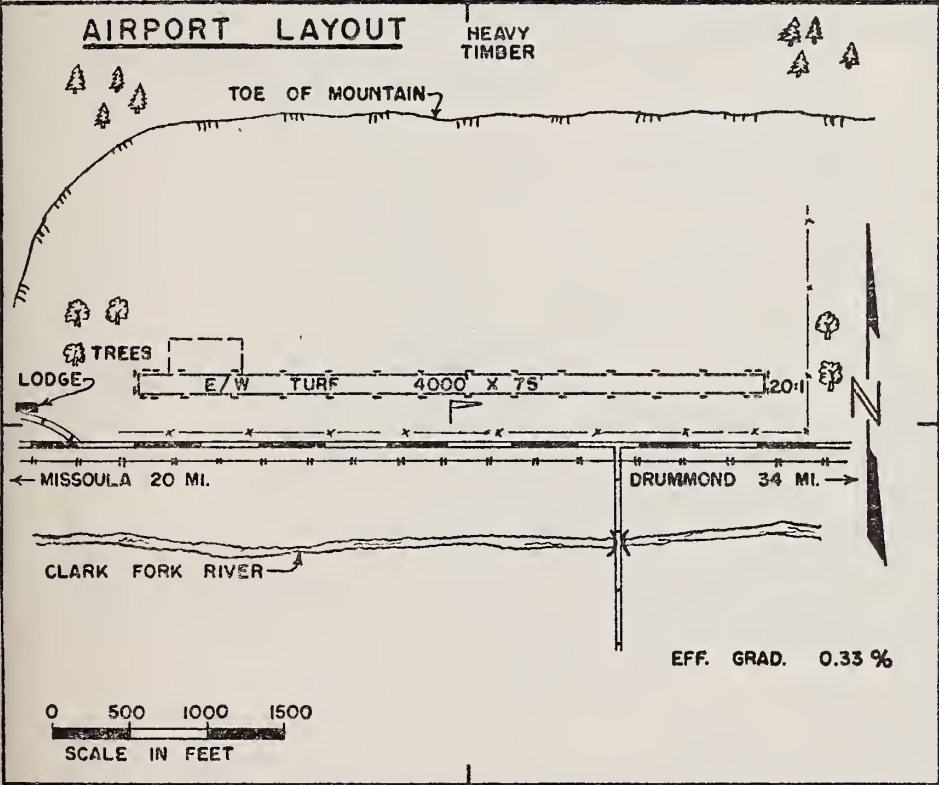 AIRPORT LAYOUT
HEAVY
TIMBER
TOE OF MOUNTAIN
TREES
LODGE
E/W TURF 4000' X 75'
20:1
N
MISSOULA 20 MI.
DRUMMOND 34 MI.
CLARK FORK RIVER
EFF. GRAD. 0.33 %
0 500 1000 1500
SCALE IN FEET